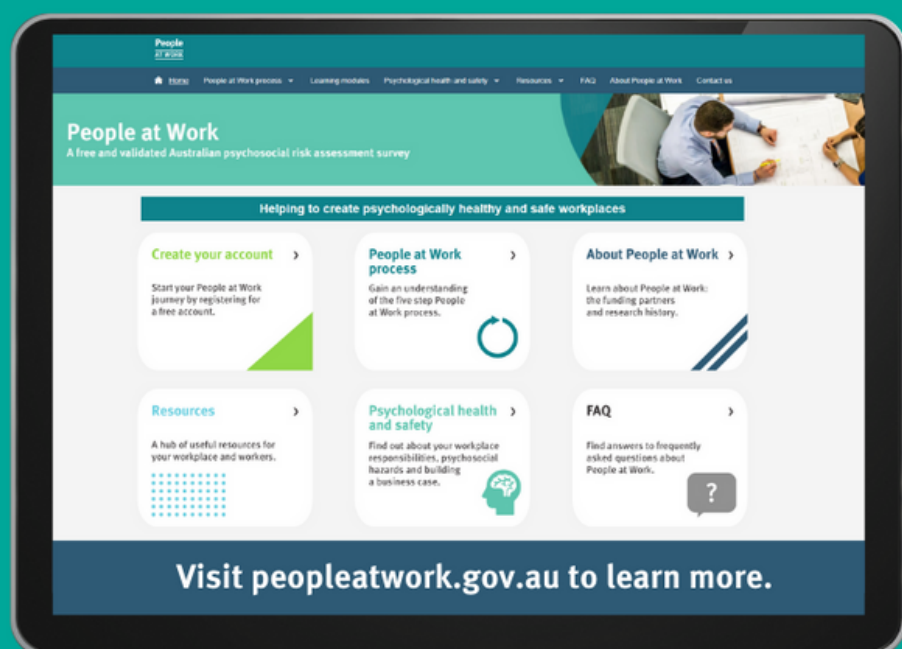 People
AT WORK
Home People at Work process Learning modules Psychological health and safety Resources FAQ About People at Work Contact us
People at Work
A free and validated Australian psychosocial risk assessment survey
Helping to create psychologically healthy and safe workplaces
Create your account
Start your People at Work
journey by registering for
a free account.
People at Work
process
Gain an understanding
of the five step People
at Work process.
About People at Work
Learn about People at Work:
the funding partners
and research history.
Resources
A hub of useful resources for
your workplace and workers.
Psychological health
and safety
Find out about your workplace
responsibilities, psychosocial
hazards and building
a business case.
FAQ
Find answers to frequently
asked questions about
People at Work.
?
Visit peopleatwork.gov.au to learn more.